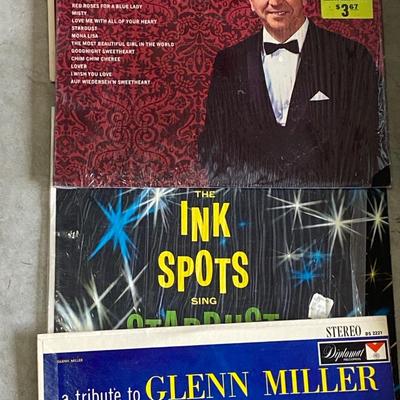 RED ROSES FOR A BLUE LADY
MISTY
LOVE ME WITH ALL OF YOUR HEART
STARDUST
MONA LISA
THE MOST BEAUTIFUL GIRL IN THE WORLD
GOODNIGHT SWEETHEART
CHIM CHIM CHEREE
LOVER
I WISH YOU LOVE
AUF WIEDERSEH'N SWEETHEART
$3.67
THE
INK
SPOTS
SING
STARDUST
GLENN MILLER
STEREO
DS 2221
Diplomat
RECORDS
a tribute to GLENN MILLER